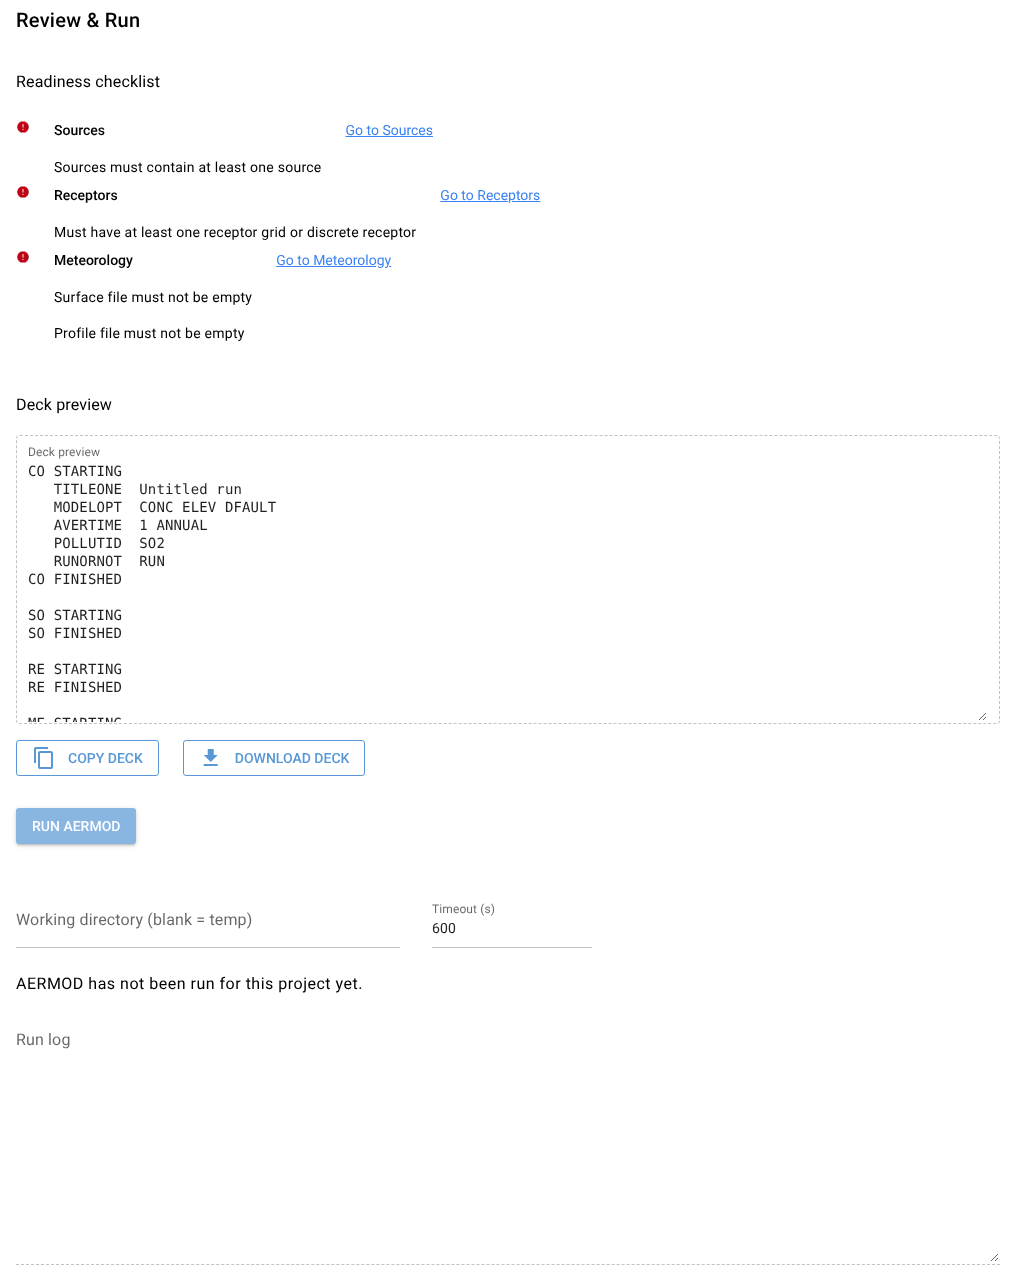 Review & Run
Readiness checklist
Sources Go to Sources
Sources must contain at least one source
Receptors Go to Receptors
Must have at least one receptor grid or discrete receptor
Meteorology Go to Meteorology
Surface file must not be empty
Profile file must not be empty
Deck preview
Deck preview
CO STARTING
   TITLEONE  Untitled run
   MODELOPT  CONC ELEV DFAULT
   AVERTIME  1 ANNUAL
   POLLUTID  SO2
   RUNORNOT  RUN
CO FINISHED
SO STARTING
SO FINISHED
RE STARTING
RE FINISHED
ME STARTING
COPY DECK DOWNLOAD DECK
RUN AERMOD
Working directory (blank = temp)
Timeout (s)
600
AERMOD has not been run for this project yet.
Run log